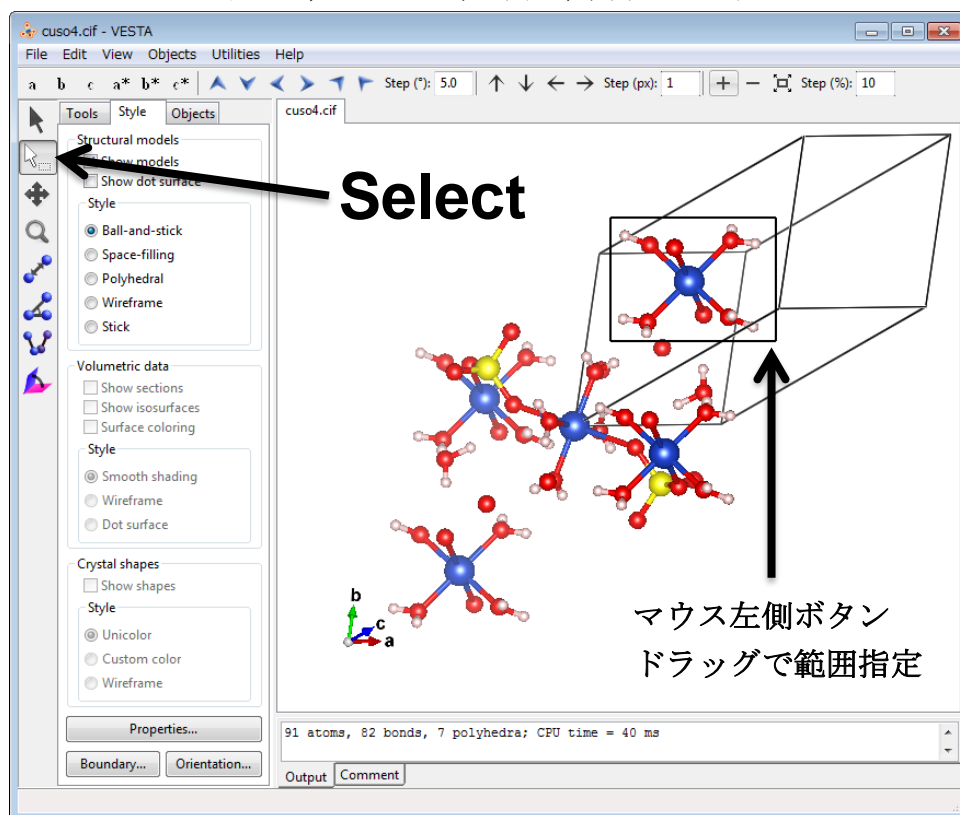 cuso4.cif - VESTA
File Edit View Objects Utilities Help
a b c a* b* c* Step (°): 5.0 Step (px): 1 Step (%): 10
Tools Style Objects
cuso4.cif
Structural models
Show models
Show dot surface
Style
Ball-and-stick
Space-filling
Polyhedral
Wireframe
Stick
Volumetric data
Show sections
Show isosurfaces
Surface coloring
Style
Smooth shading
Wireframe
Dot surface
Crystal shapes
Show shapes
Style
Unicolor
Custom color
Wireframe
Properties...
Boundary... Orientation...
Select
b
c
a
マウス左側ボタン
ドラッグで範囲指定
91 atoms, 82 bonds, 7 polyhedra; CPU time = 40 ms
Output Comment